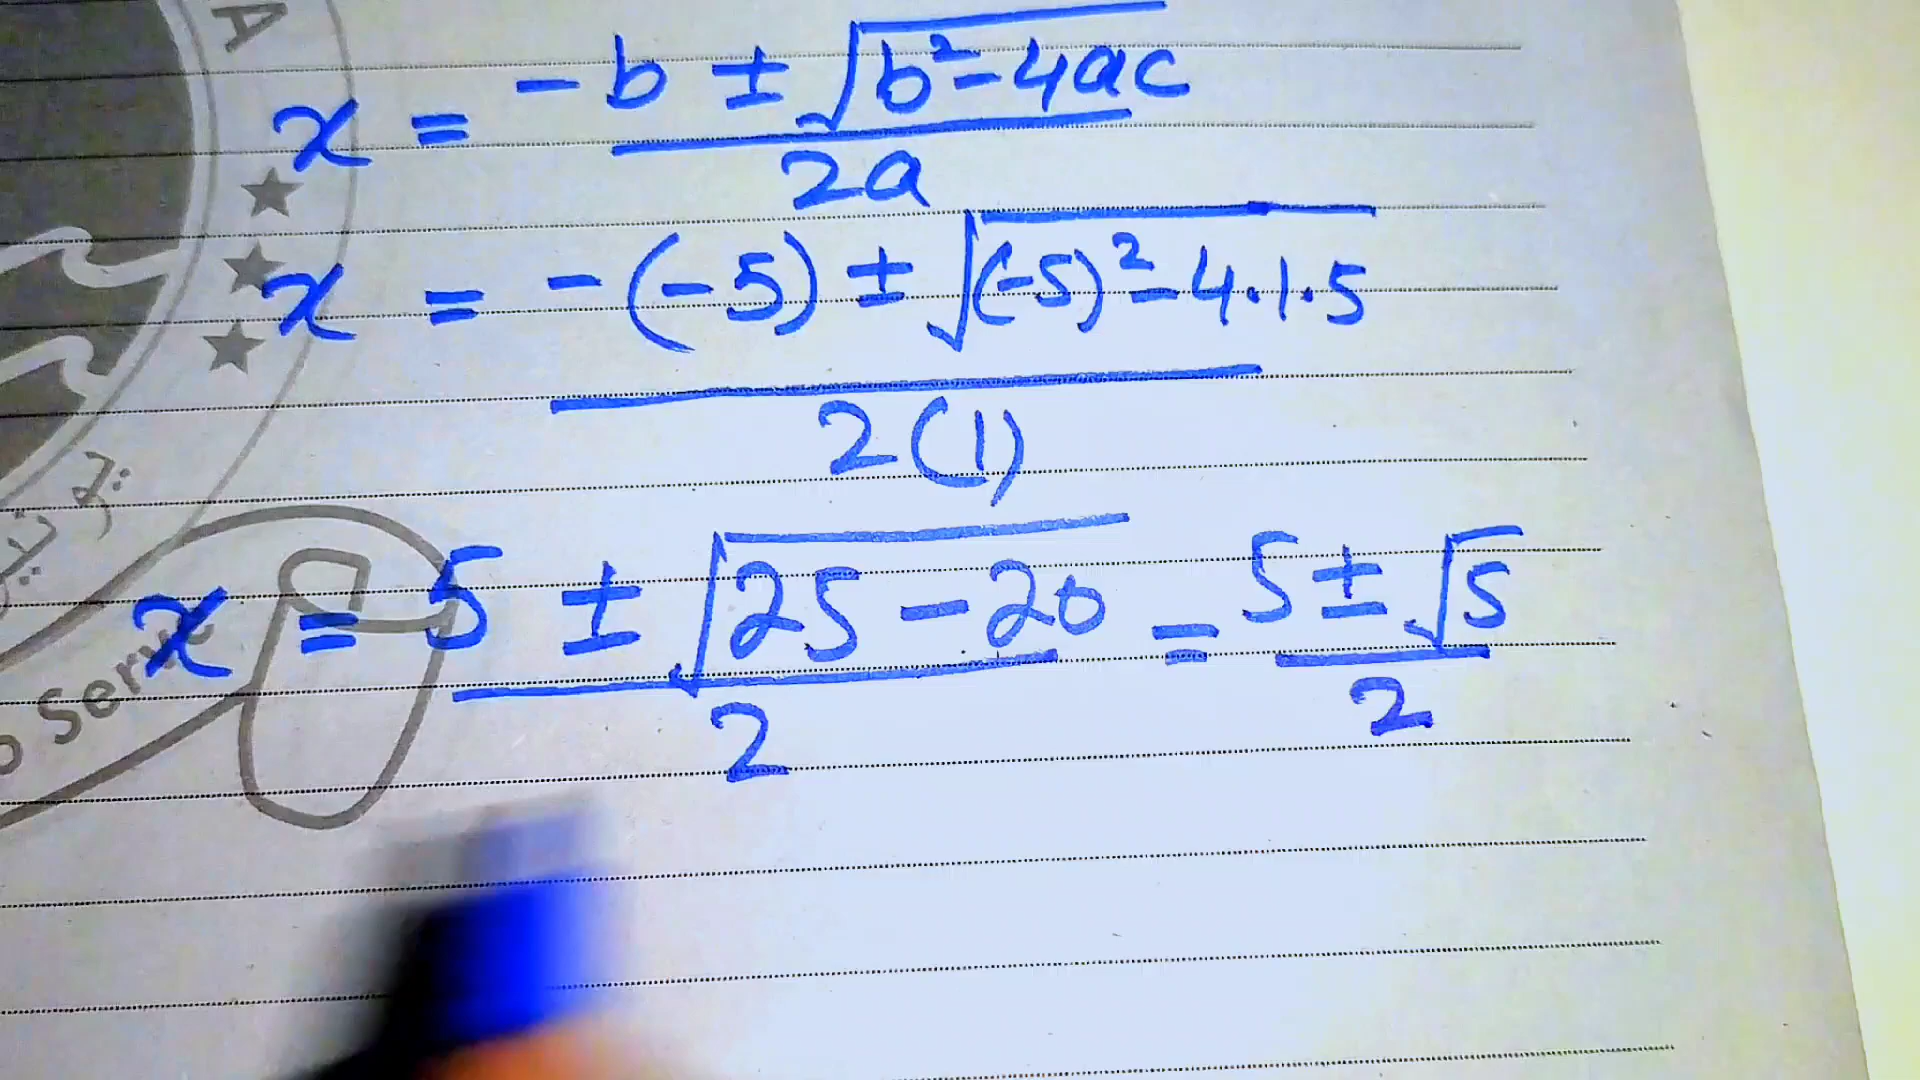 A
x = -b ± √b²-4ac / 2a
x = -(-5) ± √(-5)²-4·1·5 / 2(1)
x = 5 ± √25-20 / 2 = 5±√5 / 2